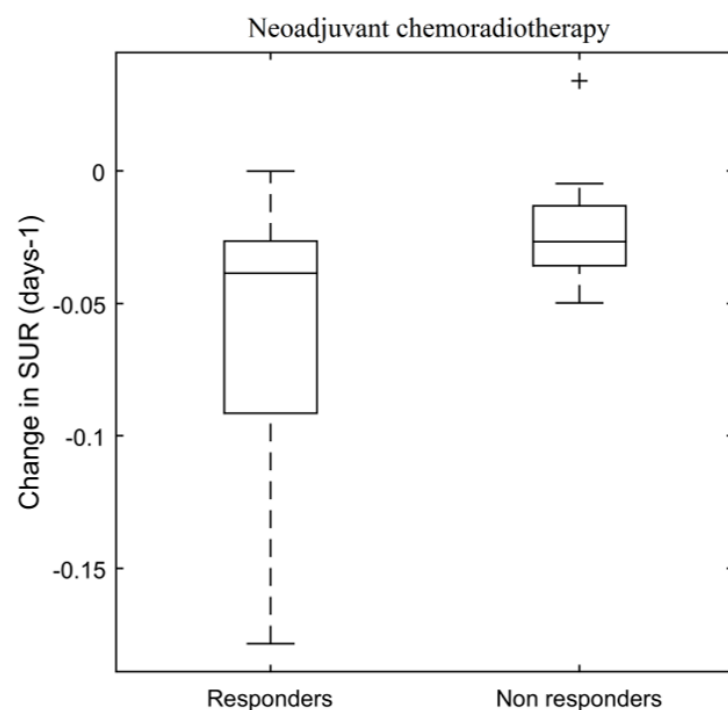 Neoadjuvant chemoradiotherapy
Change in SUR (days-1)
0
-0.05
-0.1
-0.15
Responders
Non responders